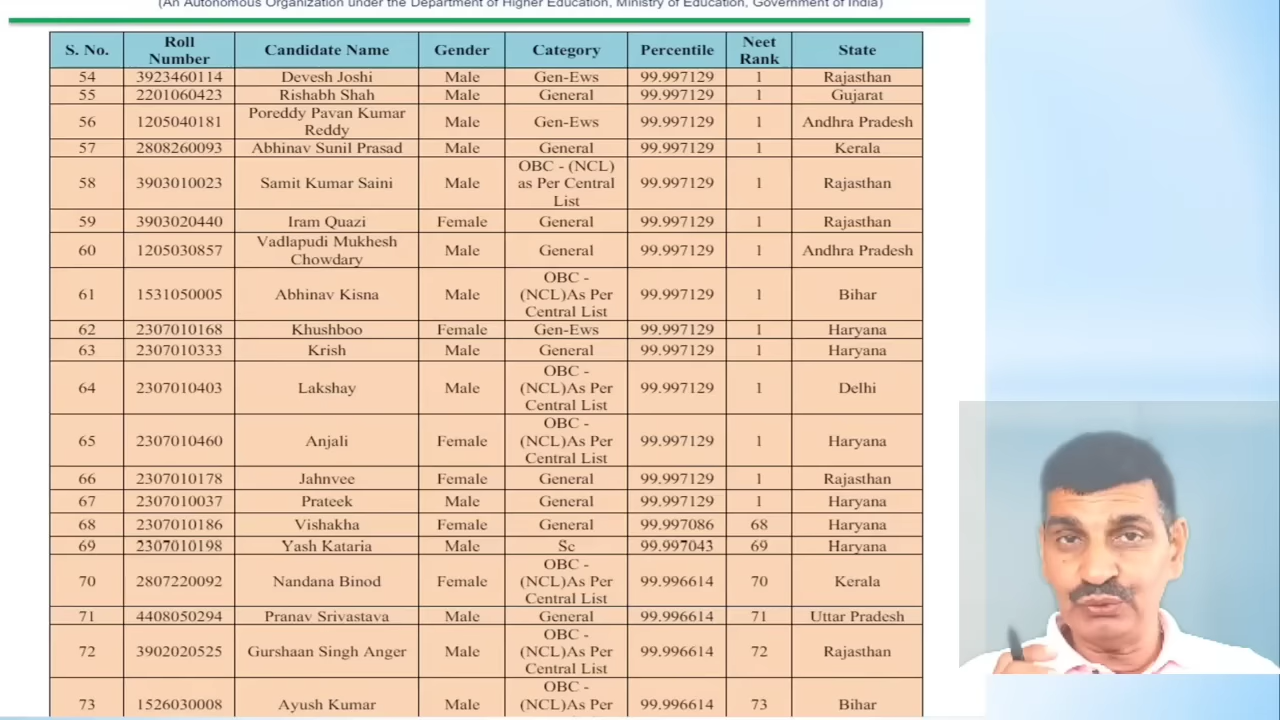 (An Autonomous Organization under the Department of Higher Education, Ministry of Education, Government of India)
S. No. Roll Number Candidate Name Gender Category Percentile Neet Rank State
54 3923460114 Devesh Joshi Male Gen-Ews 99.997129 1 Rajasthan
55 2201060423 Rishabh Shah Male General 99.997129 1 Gujarat
56 1205040181 Poreddy Pavan Kumar Reddy Male Gen-Ews 99.997129 1 Andhra Pradesh
57 2808260093 Abhinav Sunil Prasad Male General 99.997129 1 Kerala
58 3903010023 Samit Kumar Saini Male OBC - (NCL) as Per Central List 99.997129 1 Rajasthan
59 3903020440 Iram Quazi Female General 99.997129 1 Rajasthan
60 1205030857 Vadlapudi Mukhesh Chowdary Male General 99.997129 1 Andhra Pradesh
61 1531050005 Abhinav Kisna Male OBC - (NCL)As Per Central List 99.997129 1 Bihar
62 2307010168 Khushboo Female Gen-Ews 99.997129 1 Haryana
63 2307010333 Krish Male General 99.997129 1 Haryana
64 2307010403 Lakshay Male OBC - (NCL)As Per Central List 99.997129 1 Delhi
65 2307010460 Anjali Female OBC - (NCL)As Per Central List 99.997129 1 Haryana
66 2307010178 Jahnvee Female General 99.997129 1 Rajasthan
67 2307010037 Prateek Male General 99.997129 1 Haryana
68 2307010186 Vishakha Female General 99.997086 68 Haryana
69 2307010198 Yash Kataria Male Sc 99.997043 69 Haryana
70 2807220092 Nandana Binod Female OBC - (NCL)As Per Central List 99.996614 70 Kerala
71 4408050294 Pranav Srivastava Male General 99.996614 71 Uttar Pradesh
72 3902020525 Gurshaan Singh Anger Male OBC - (NCL)As Per Central List 99.996614 72 Rajasthan
73 1526030008 Ayush Kumar Male OBC - (NCL)As Per 99.996614 73 Bihar